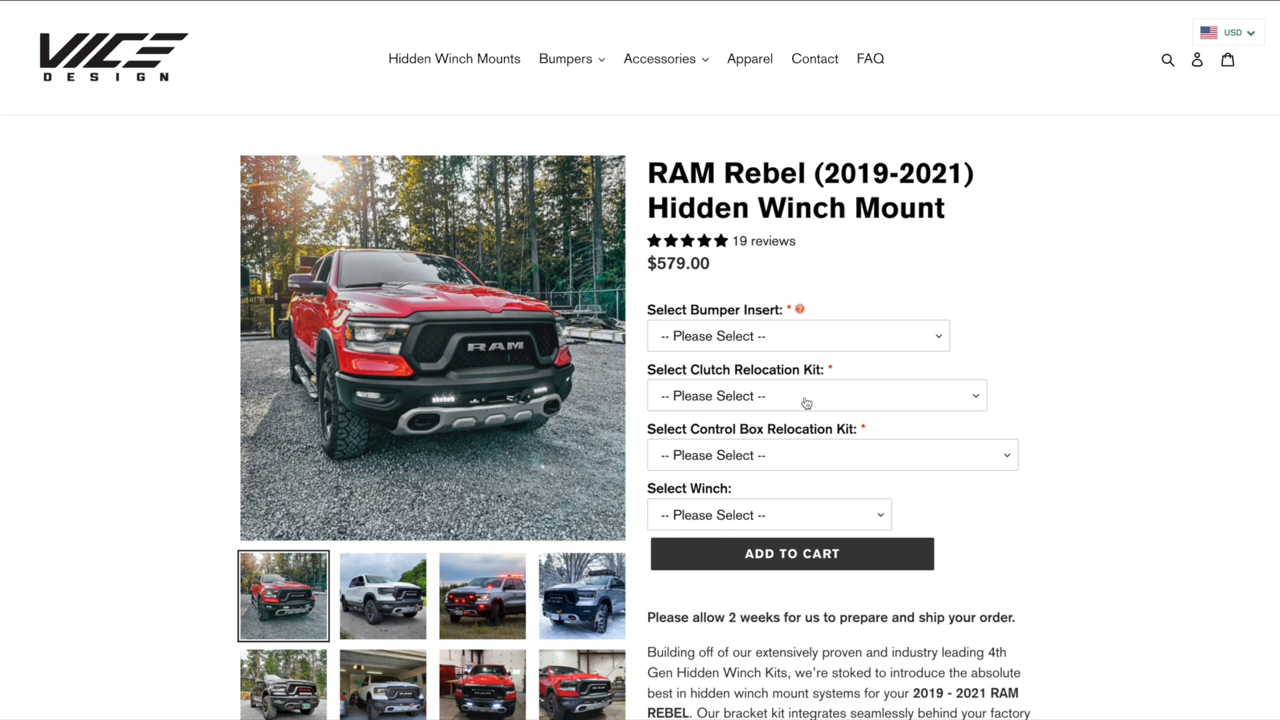 VICE
DESIGN
Hidden Winch Mounts Bumpers Accessories Apparel Contact FAQ
USD
RAM Rebel (2019-2021)
Hidden Winch Mount
19 reviews
$579.00
Select Bumper Insert: * ?
-- Please Select --
Select Clutch Relocation Kit: *
-- Please Select --
Select Control Box Relocation Kit: *
-- Please Select --
Select Winch:
-- Please Select --
ADD TO CART
Please allow 2 weeks for us to prepare and ship your order.
Building off of our extensively proven and industry leading 4th
Gen Hidden Winch Kits, we’re stoked to introduce the absolute
best in hidden winch mount systems for your 2019 - 2021 RAM
REBEL. Our bracket kit integrates seamlessly behind your factory
RAM